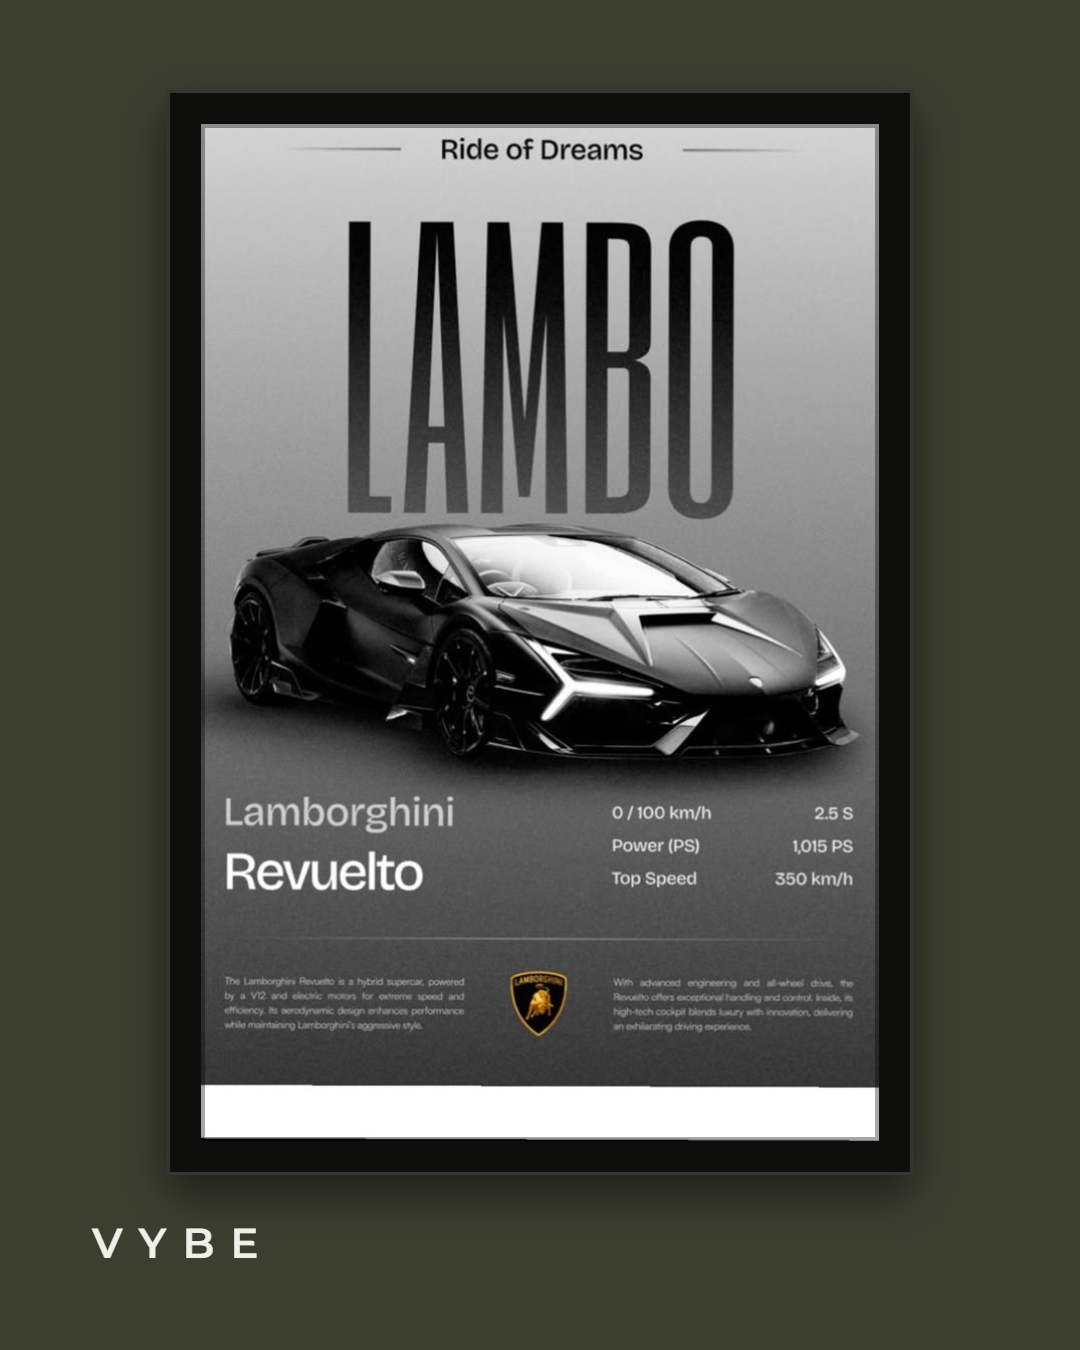 Ride of Dreams
LAMBO
Lamborghini
Revuelto
0 / 100 km/h 2.5 S
Power (PS) 1,015 PS
Top Speed 350 km/h
The Lamborghini Revuelto is a hybrid supercar, powered
by a V12 and electric motors for extreme speed and
efficiency. Its aerodynamic design enhances performance
while maintaining Lamborghini's aggressive style.
LAMBORGHINI
With advanced engineering and all-wheel drive, the
Revuelto offers exceptional handling and control. Inside, its
high-tech cockpit blends luxury with innovation, delivering
an exhilarating driving experience.
VYBE